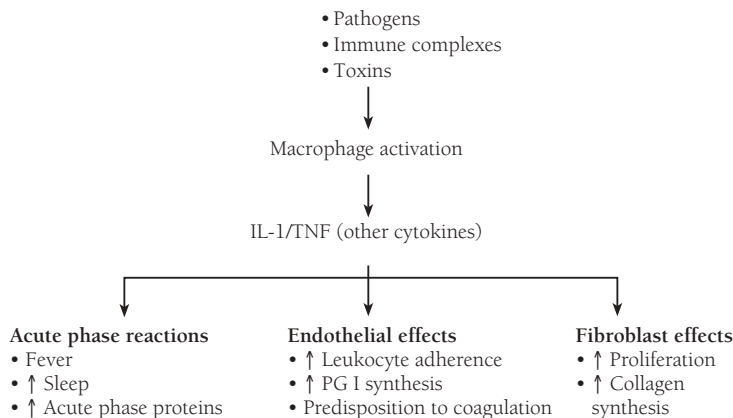 • Pathogens
• Immune complexes
• Toxins
Macrophage activation
IL-1/TNF (other cytokines)
Acute phase reactions
• Fever
• ↑ Sleep
• ↑ Acute phase proteins
Endothelial effects
• ↑ Leukocyte adherence
• ↑ PG I synthesis
• Predisposition to coagulation
Fibroblast effects
• ↑ Proliferation
• ↑ Collagen
synthesis